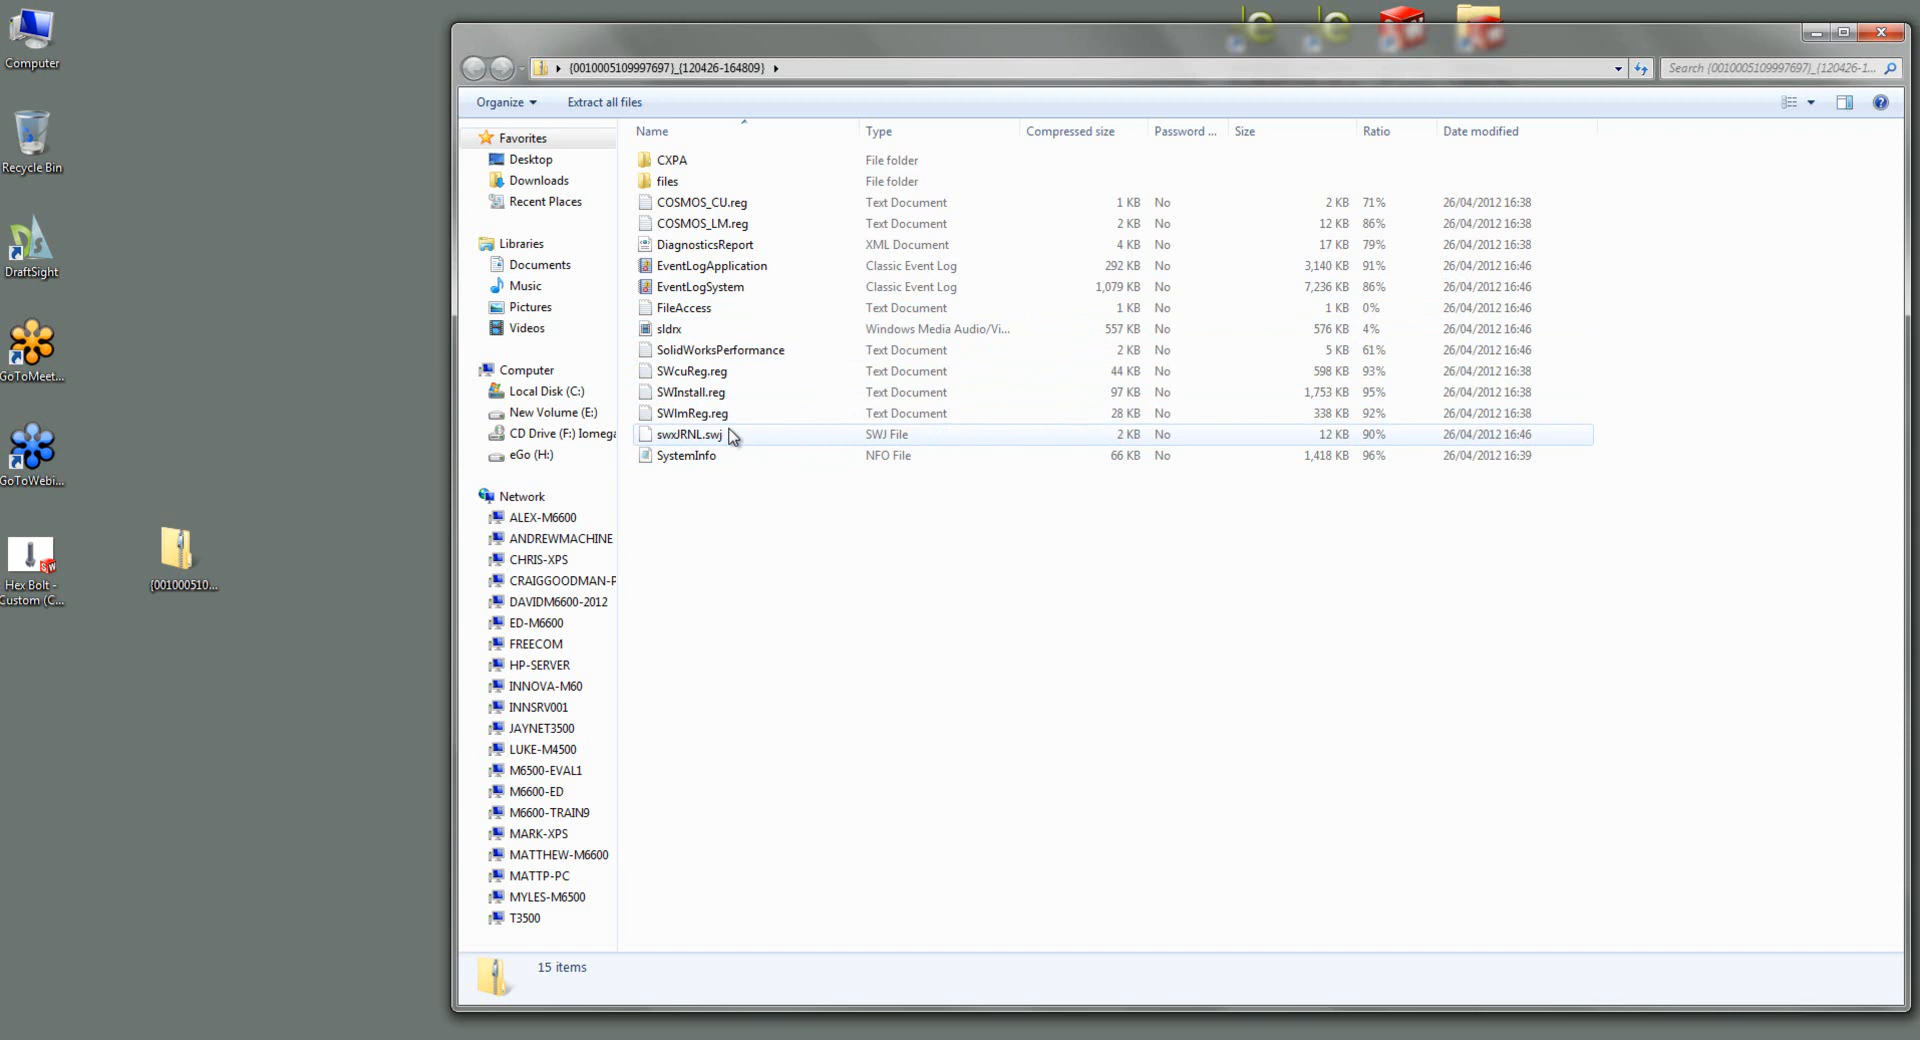 Computer
Recycle Bin
DraftSight
GoToMeet...
GoToWebi...
Hex Bolt -
Custom (C...
{001000510...
{0010005109997697}_{120426-164809}
Search {0010005109997697}_{120426-1...
Organize
Extract all files
Favorites
Desktop
Downloads
Recent Places
Libraries
Documents
Music
Pictures
Videos
Computer
Local Disk (C:)
New Volume (E:)
CD Drive (F:) Iomega
eGo (H:)
Network
ALEX-M6600
ANDREWMACHINE
CHRIS-XPS
CRAIGGOODMAN-P
DAVIDM6600-2012
ED-M6600
FREECOM
HP-SERVER
INNOVA-M60
INNSRV001
JAYNET3500
LUKE-M4500
M6500-EVAL1
M6600-ED
M6600-TRAIN9
MARK-XPS
MATTHEW-M6600
MATTP-PC
MYLES-M6500
T3500
Name Type Compressed size Password ... Size Ratio Date modified
CXPA File folder
files File folder
COSMOS_CU.reg Text Document 1 KB No 2 KB 71% 26/04/2012 16:38
COSMOS_LM.reg Text Document 2 KB No 12 KB 86% 26/04/2012 16:38
DiagnosticsReport XML Document 4 KB No 17 KB 79% 26/04/2012 16:38
EventLogApplication Classic Event Log 292 KB No 3,140 KB 91% 26/04/2012 16:46
EventLogSystem Classic Event Log 1,079 KB No 7,236 KB 86% 26/04/2012 16:46
FileAccess Text Document 1 KB No 1 KB 0% 26/04/2012 16:46
sldrx Windows Media Audio/Vi... 557 KB No 576 KB 4% 26/04/2012 16:46
SolidWorksPerformance Text Document 2 KB No 5 KB 61% 26/04/2012 16:46
SWcuReg.reg Text Document 44 KB No 598 KB 93% 26/04/2012 16:38
SWInstall.reg Text Document 97 KB No 1,753 KB 95% 26/04/2012 16:38
SWlmReg.reg Text Document 28 KB No 338 KB 92% 26/04/2012 16:38
swxJRNL.swj SWJ File 2 KB No 12 KB 90% 26/04/2012 16:46
SystemInfo NFO File 66 KB No 1,418 KB 96% 26/04/2012 16:39
15 items